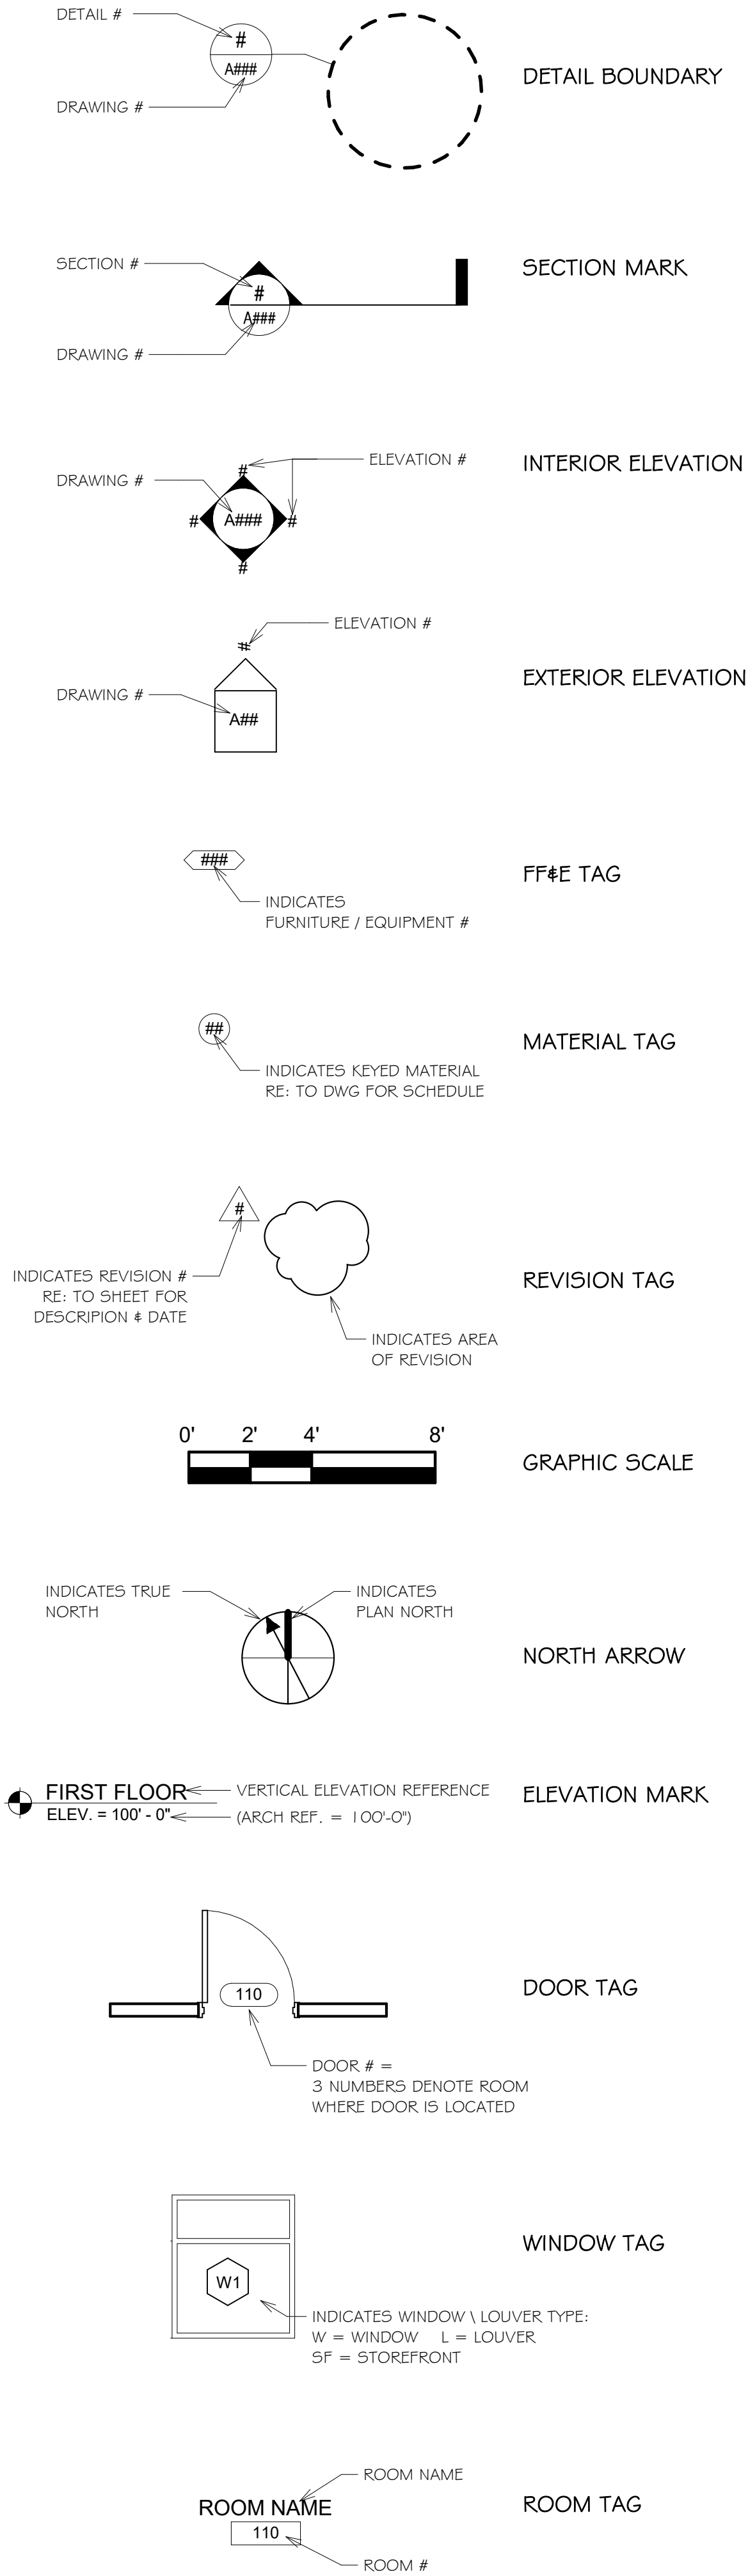 DETAIL #
#
A###
DRAWING #
DETAIL BOUNDARY
SECTION #
#
A###
DRAWING #
SECTION MARK
DRAWING #
#
ELEVATION #
# A### #
#
INTERIOR ELEVATION
ELEVATION #
#
DRAWING #
A##
EXTERIOR ELEVATION
###
INDICATES
FURNITURE / EQUIPMENT #
FF&E TAG
##
INDICATES KEYED MATERIAL
RE: TO DWG FOR SCHEDULE
MATERIAL TAG
#
INDICATES REVISION #
RE: TO SHEET FOR
DESCRIPION & DATE
INDICATES AREA
OF REVISION
REVISION TAG
0' 2' 4' 8'
GRAPHIC SCALE
INDICATES TRUE
NORTH
INDICATES
PLAN NORTH
NORTH ARROW
FIRST FLOOR
ELEV. = 100' - 0"
VERTICAL ELEVATION REFERENCE
(ARCH REF. = 100'-0")
ELEVATION MARK
110
DOOR # =
3 NUMBERS DENOTE ROOM
WHERE DOOR IS LOCATED
DOOR TAG
W1
INDICATES WINDOW \ LOUVER TYPE:
W = WINDOW L = LOUVER
SF = STOREFRONT
WINDOW TAG
ROOM NAME
ROOM NAME
110
ROOM #
ROOM TAG